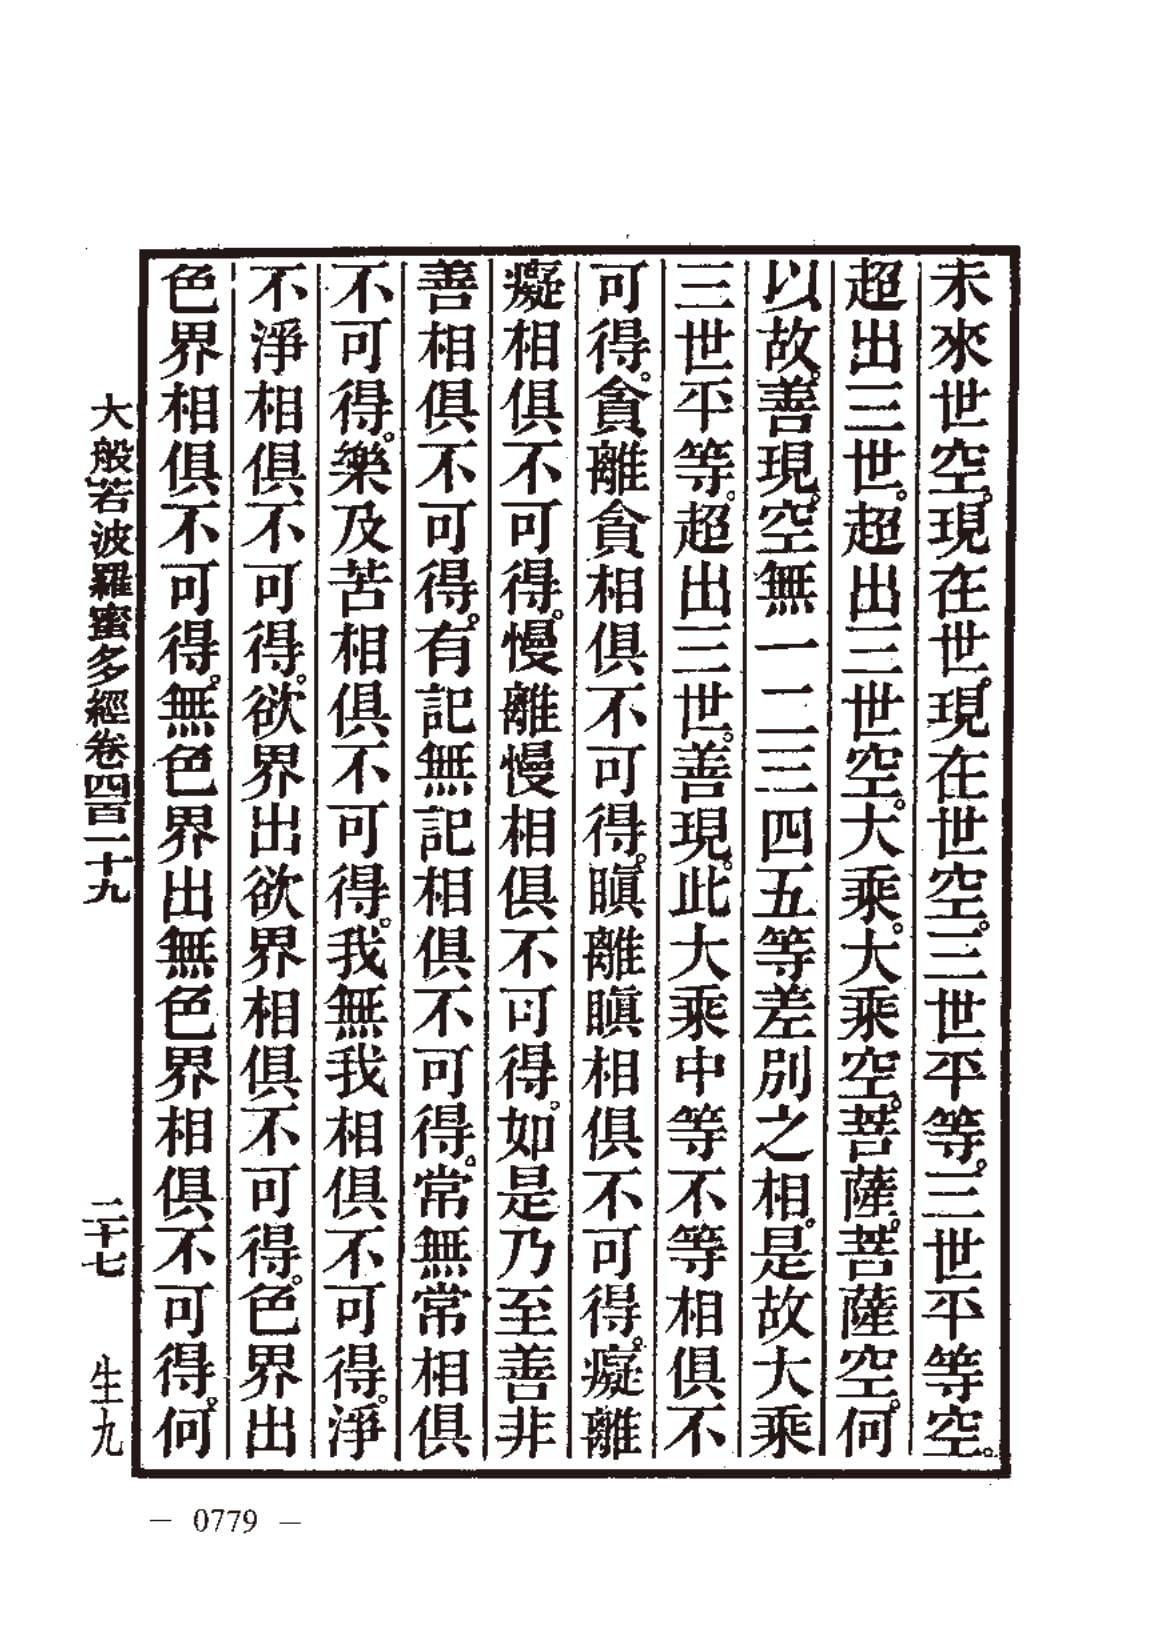 未來世空。現在世。現在世空。三世平等。三世平等空。
超出三世。超出三世空。大乘。大乘空。菩薩。菩薩空。何
以故。善現。空無一二三四五等差別之相。是故大乘
三世平等。超出三世。善現。此大乘中等不等相俱不
可得。貪離貪相俱不可得。瞋離瞋相俱不可得。癡離
癡相俱不可得。慢離慢相俱不可得。如是乃至善非
善相俱不可得。有記無記相俱不可得。常無常相俱
不可得。樂及苦相俱不可得。我無我相俱不可得。淨
不淨相俱不可得。欲界出欲界相俱不可得。色界出
色界相俱不可得。無色界出無色界相俱不可得。何
大般若波羅蜜多經卷四百一十九 二十七 生九
— 0779 —